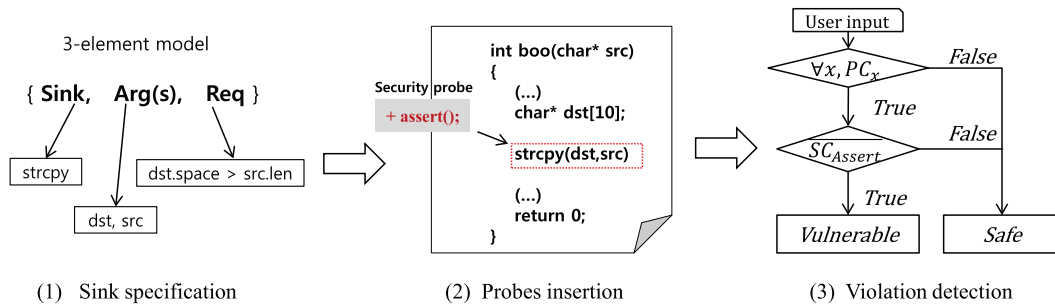 3-element model
{ Sink, Arg(s), Req }
strcpy
dst, src
dst.space > src.len
(1) Sink specification
Security probe
+ assert();
int boo(char* src)
{
(...)
char* dst[10];
strcpy(dst,src)
(...)
return 0;
}
(2) Probes insertion
User input
∀x, PCₓ
False
True
S̅C̅_Assert
False
True
Vulnerable
Safe
(3) Violation detection